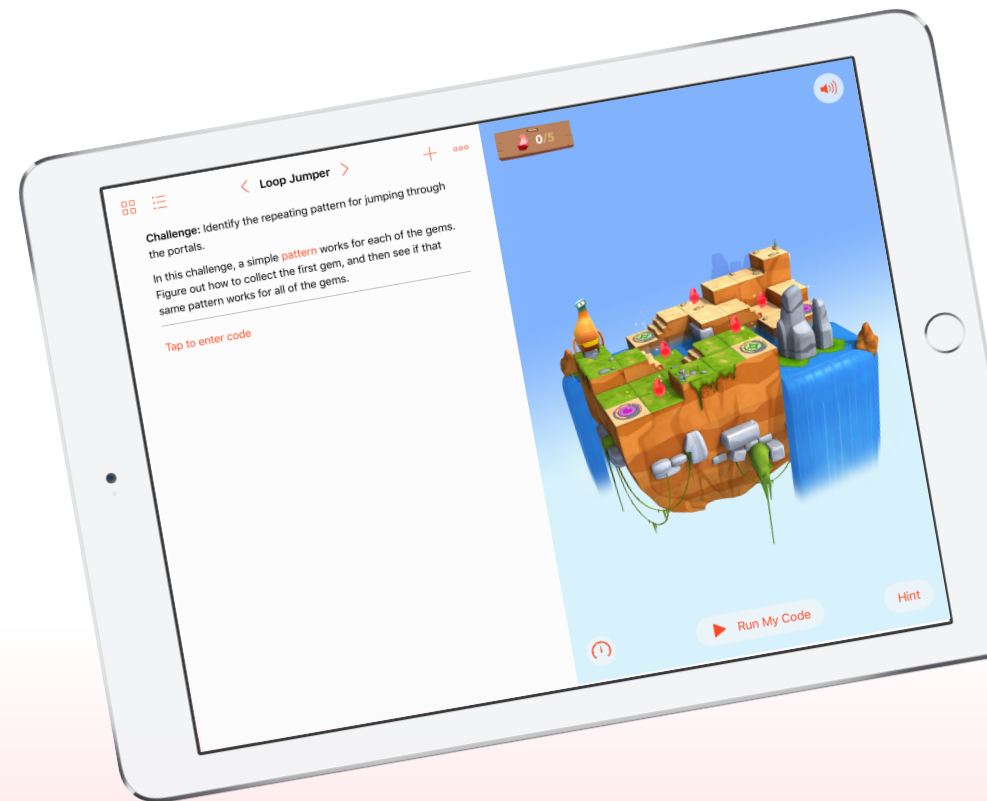 Loop Jumper
Challenge: Identify the repeating pattern for jumping through
the portals.
In this challenge, a simple pattern works for each of the gems.
Figure out how to collect the first gem, and then see if that
same pattern works for all of the gems.
Tap to enter code
0/5
Run My Code
Hint